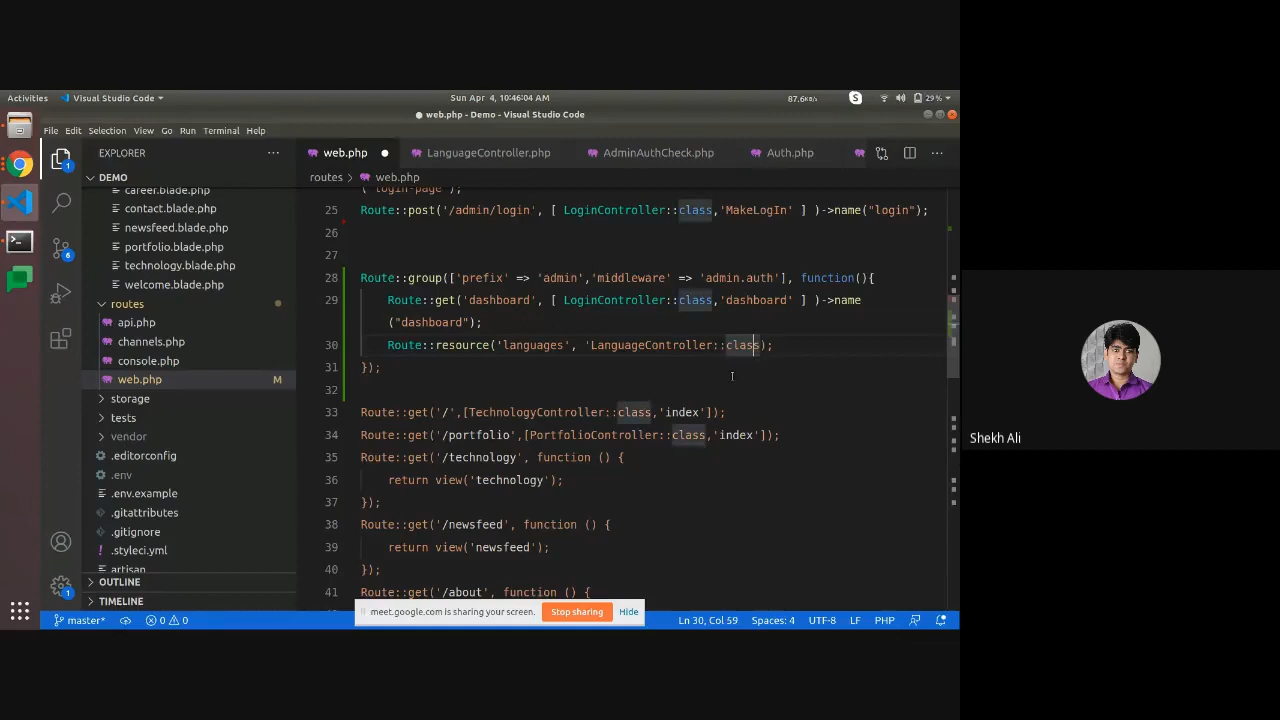 Activities
Visual Studio Code
Sun Apr 4, 10:46:04 AM
87.6K/s
29%
web.php - Demo - Visual Studio Code
File Edit Selection View Go Run Terminal Help
EXPLORER
web.php
LanguageController.php
AdminAuthCheck.php
Auth.php
DEMO
routes > web.php
career.blade.php
contact.blade.php
newsfeed.blade.php
portfolio.blade.php
technology.blade.php
welcome.blade.php
routes
api.php
channels.php
console.php
web.php M
storage
tests
vendor
.editorconfig
.env
.env.example
.gitattributes
.gitignore
.styleci.yml
artisan
OUTLINE
TIMELINE
("login-page");
25 Route::post('/admin/login', [ LoginController::class,'MakeLogIn' ] )->name("login");
26
27
28 Route::group(['prefix' => 'admin','middleware' => 'admin.auth'], function(){
29 Route::get('dashboard', [ LoginController::class,'dashboard' ] )->name
("dashboard");
30 Route::resource('languages', 'LanguageController::class);
31 });
32
33 Route::get('/',[TechnologyController::class,'index']);
34 Route::get('/portfolio',[PortfolioController::class,'index']);
35 Route::get('/technology', function () {
36 return view('technology');
37 });
38 Route::get('/newsfeed', function () {
39 return view('newsfeed');
40 });
41 Route::get('/about', function () {
meet.google.com is sharing your screen.
Stop sharing
Hide
master*
0 0
Ln 30, Col 59
Spaces: 4
UTF-8
LF
PHP
1
6
1
Shekh Ali